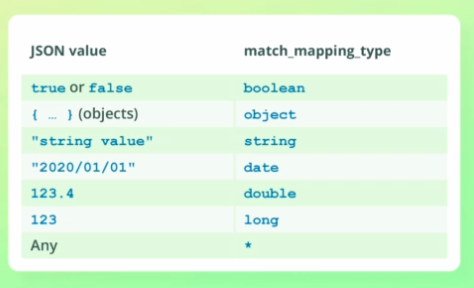 JSON value match_mapping_type
true or false boolean
{ … } (objects) object
"string value" string
"2020/01/01" date
123.4 double
123 long
Any *